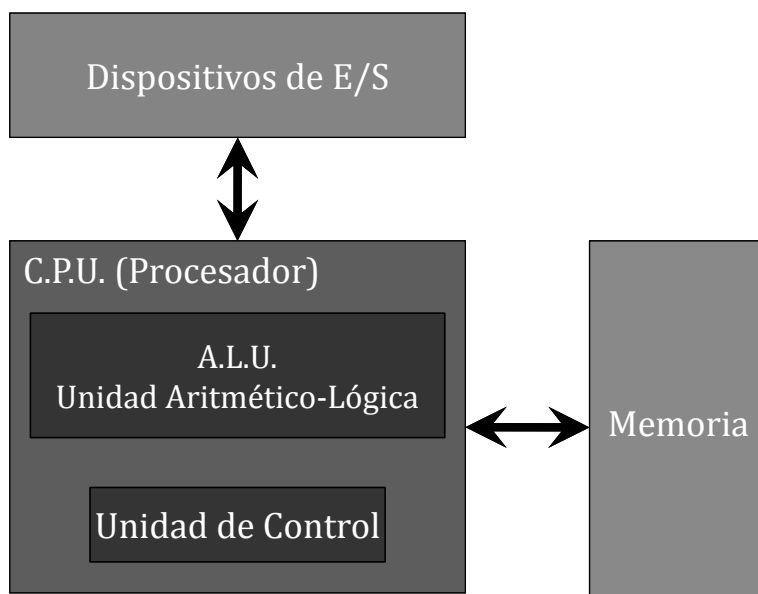 Dispositivos de E/S
C.P.U. (Procesador)
A.L.U.
Unidad Aritmético-Lógica
Unidad de Control
Memoria